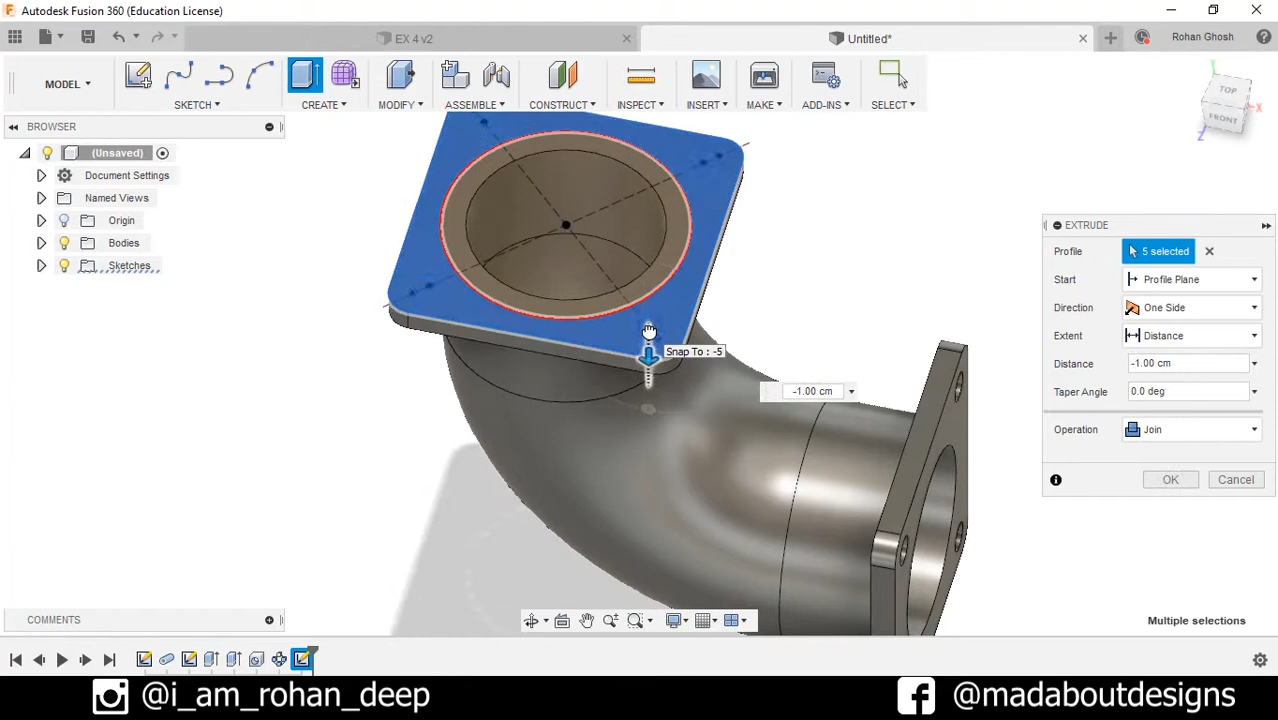 Autodesk Fusion 360 (Education License)
EX 4 v2
Untitled*
Rohan Ghosh
MODEL
SKETCH
CREATE
MODIFY
ASSEMBLE
CONSTRUCT
INSPECT
INSERT
MAKE
ADD-INS
SELECT
TOP
FRONT
X
Y
Z
BROWSER
(Unsaved)
Document Settings
Named Views
Origin
Bodies
Sketches
EXTRUDE
Profile 5 selected
Start Profile Plane
Direction One Side
Extent Distance
Distance -1.00 cm
Taper Angle 0.0 deg
Operation Join
OK Cancel
Snap To : -5
-1.00 cm
COMMENTS
Multiple selections
@i_am_rohan_deep
@madaboutdesigns